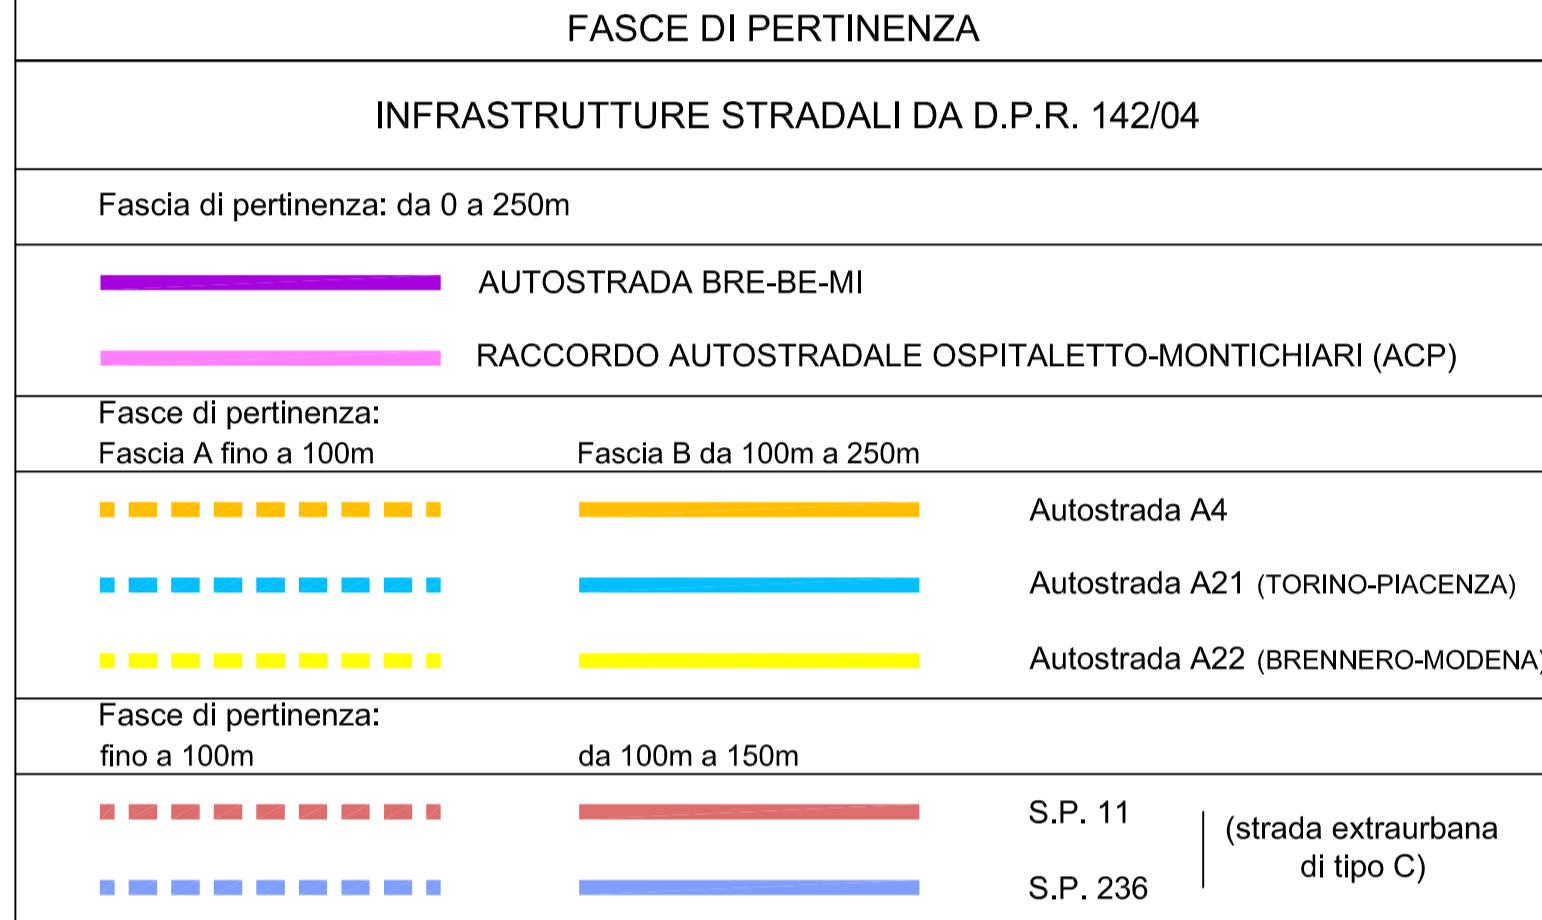 FASCE DI PERTINENZA
INFRASTRUTTURE STRADALI DA D.P.R. 142/04
Fascia di pertinenza: da 0 a 250m
AUTOSTRADA BRE-BE-MI
RACCORDO AUTOSTRADALE OSPITALETTO-MONTICHIARI (ACP)
Fasce di pertinenza:
Fascia A fino a 100m Fascia B da 100m a 250m
Autostrada A4
Autostrada A21 (TORINO-PIACENZA)
Autostrada A22 (BRENNERO-MODENA)
Fasce di pertinenza:
fino a 100m da 100m a 150m
S.P. 11
(strada extraurbana
di tipo C)
S.P. 236